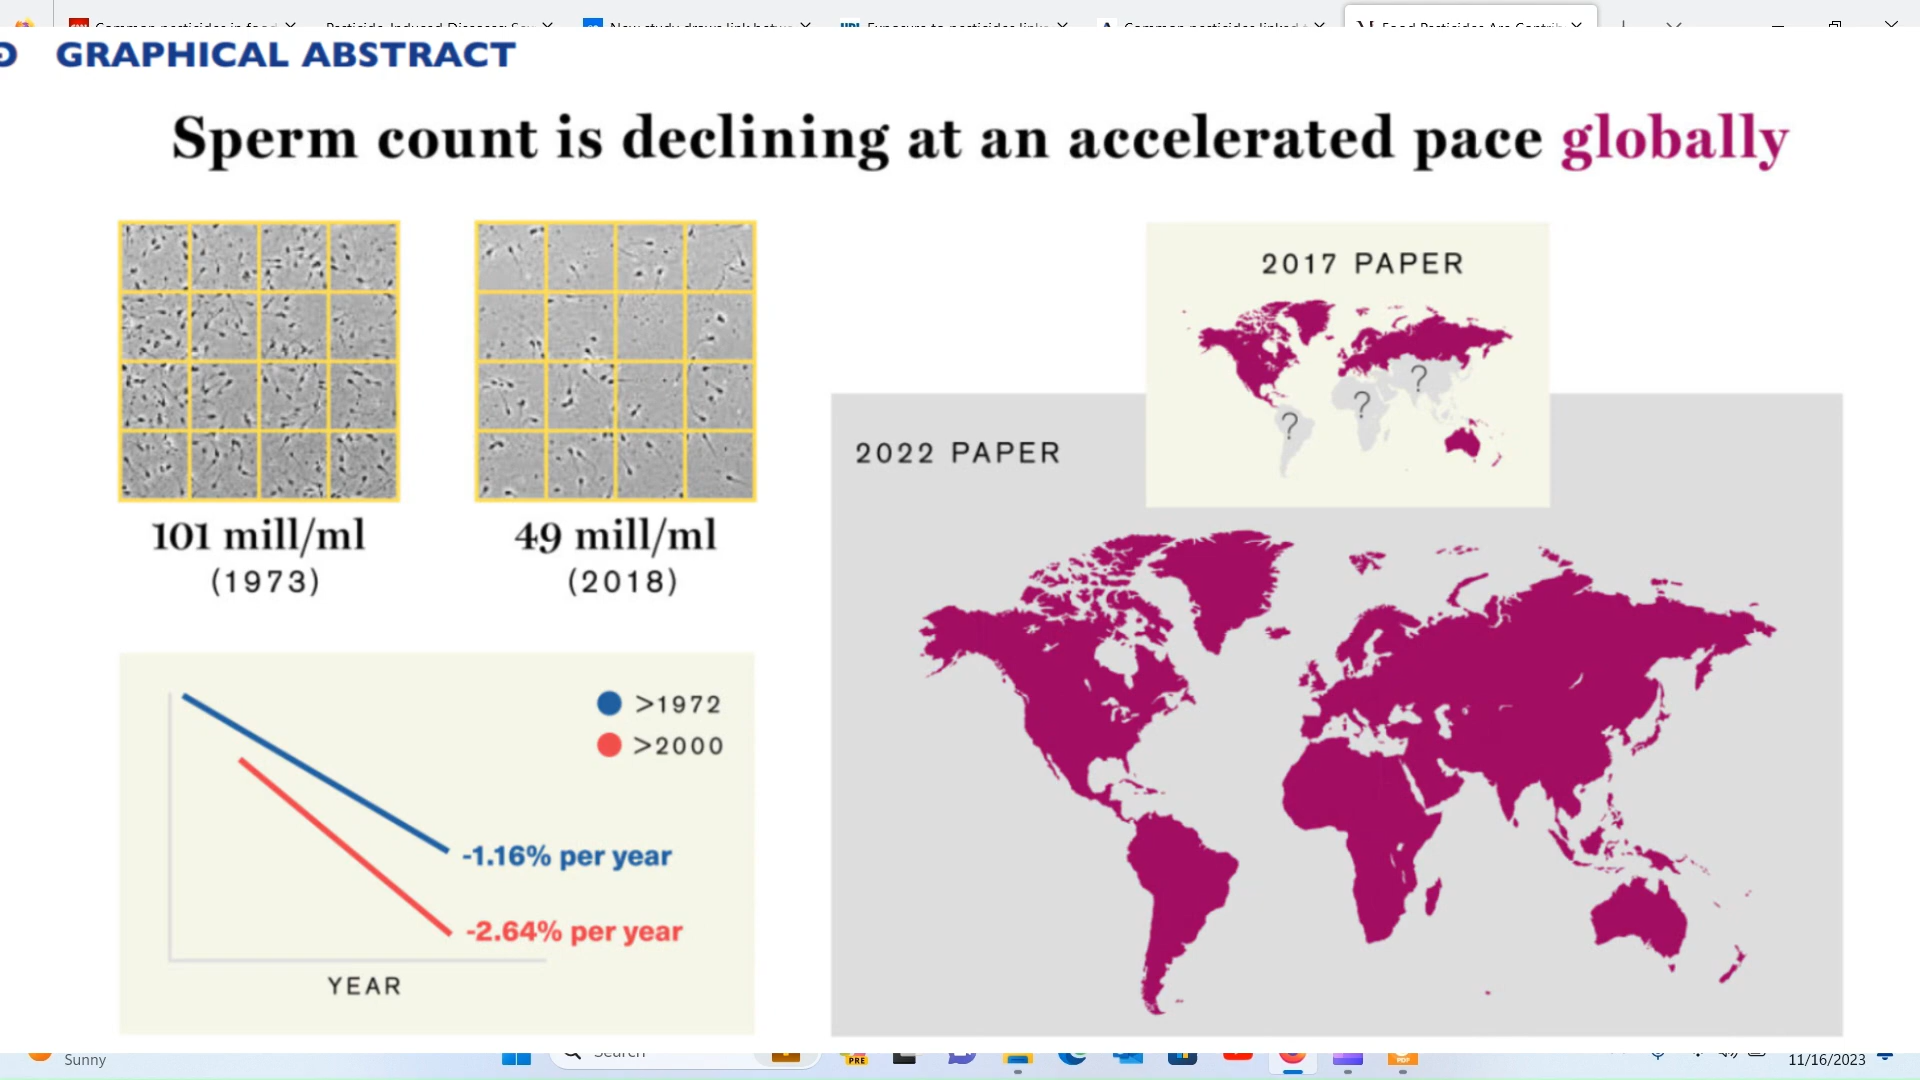 GRAPHICAL ABSTRACT
Sperm count is declining at an accelerated pace globally
101 mill/ml
(1973)
49 mill/ml
(2018)
>1972
>2000
-1.16% per year
-2.64% per year
YEAR
2017 PAPER
?
?
?
2022 PAPER
Sunny
Search
PRE
PDF
11/16/2023